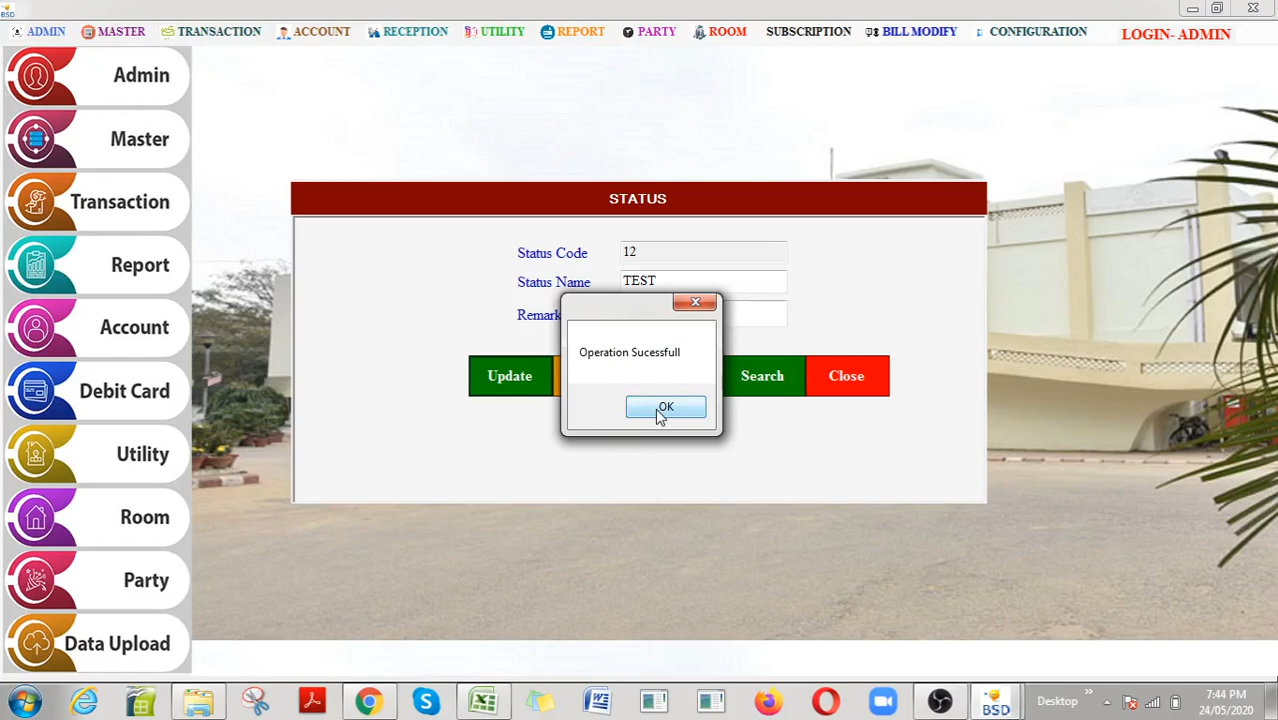 BSD
ADMIN MASTER TRANSACTION ACCOUNT RECEPTION UTILITY REPORT PARTY ROOM SUBSCRIPTION BILL MODIFY CONFIGURATION LOGIN- ADMIN
Admin
Master
Transaction
Report
Account
Debit Card
Utility
Room
Party
Data Upload
STATUS
Status Code 12
Status Name TEST
Remark
Operation Sucessfull
OK
Update Search Close
BSD
Desktop
7:44 PM
24/05/2020